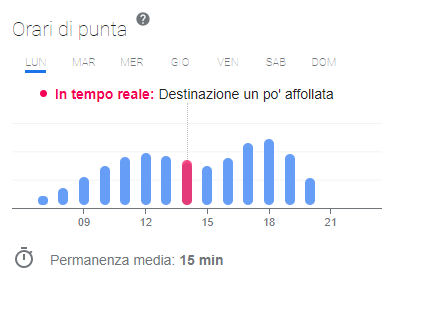 Orari di punta ?
LUN MAR MER GIO VEN SAB DOM
In tempo reale: Destinazione un po' affollata
09 12 15 18 21
Permanenza media: 15 min